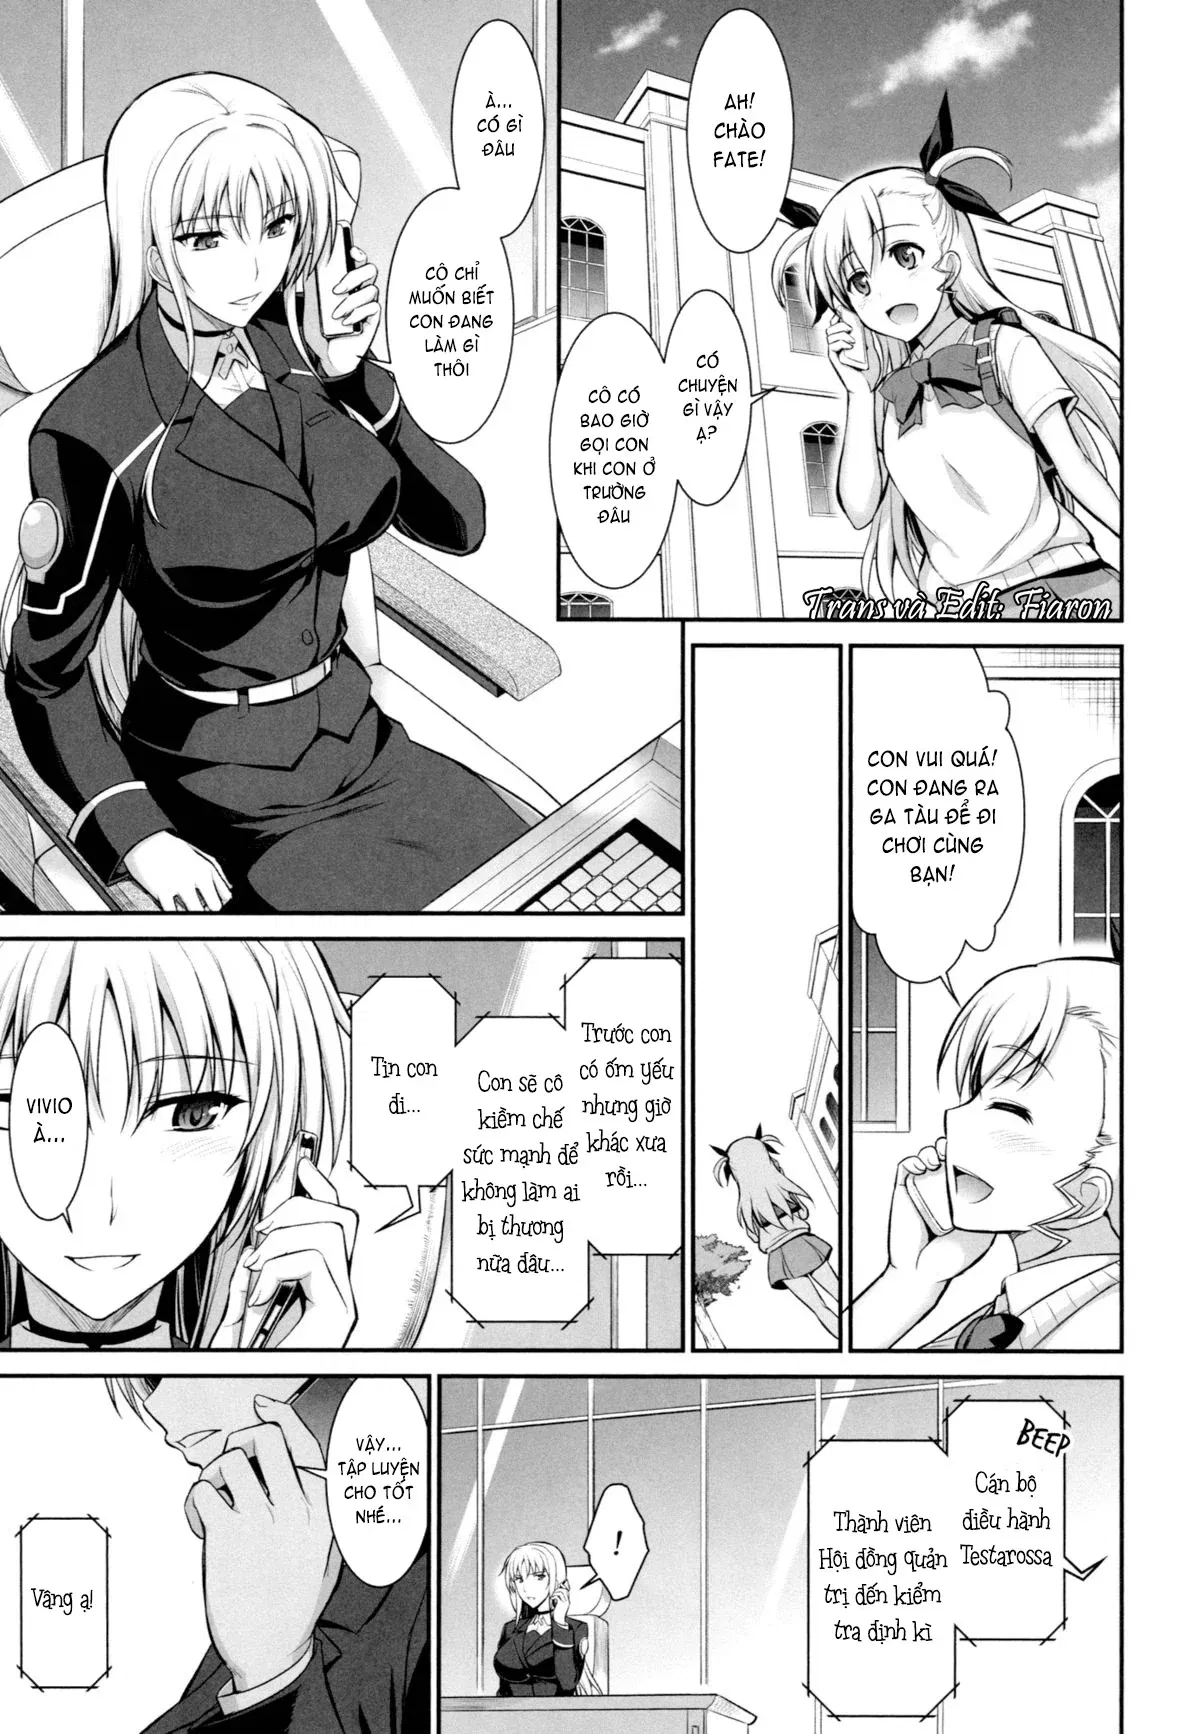 AH!
CHÀO
FATE!
CÓ
CHUYỆN
GÌ VẬY
Ạ?
CÔ CÓ
BAO GIỜ
GỌI CON
KHI CON Ở
TRƯỜNG
ĐÂU
À...
CÓ GÌ
ĐÂU
CÔ CHỈ
MUỐN BIẾT
CON ĐANG
LÀM GÌ
THÔI
Trans và Edit: Fiaron
CON VUI QUÁ!
CON ĐANG RA
GA TÀU ĐỂ ĐI
CHƠI CÙNG
BẠN!
Trước con
có ốm yếu
nhưng giờ
khác xưa
rồi...
Con sẽ cô
kiềm chế
sức mạnh để
không làm ai
bị thương
nữa đâu...
Tin con
đi...
VIVIO
À...
BEEP
Cán bộ
điều hành
Testarossa
Thành viên
Hội đồng quản
trị đến kiểm
tra định kì
!
VẬY...
TẬP LUYỆN
CHO TỐT
NHÉ...
Vâng ạ!